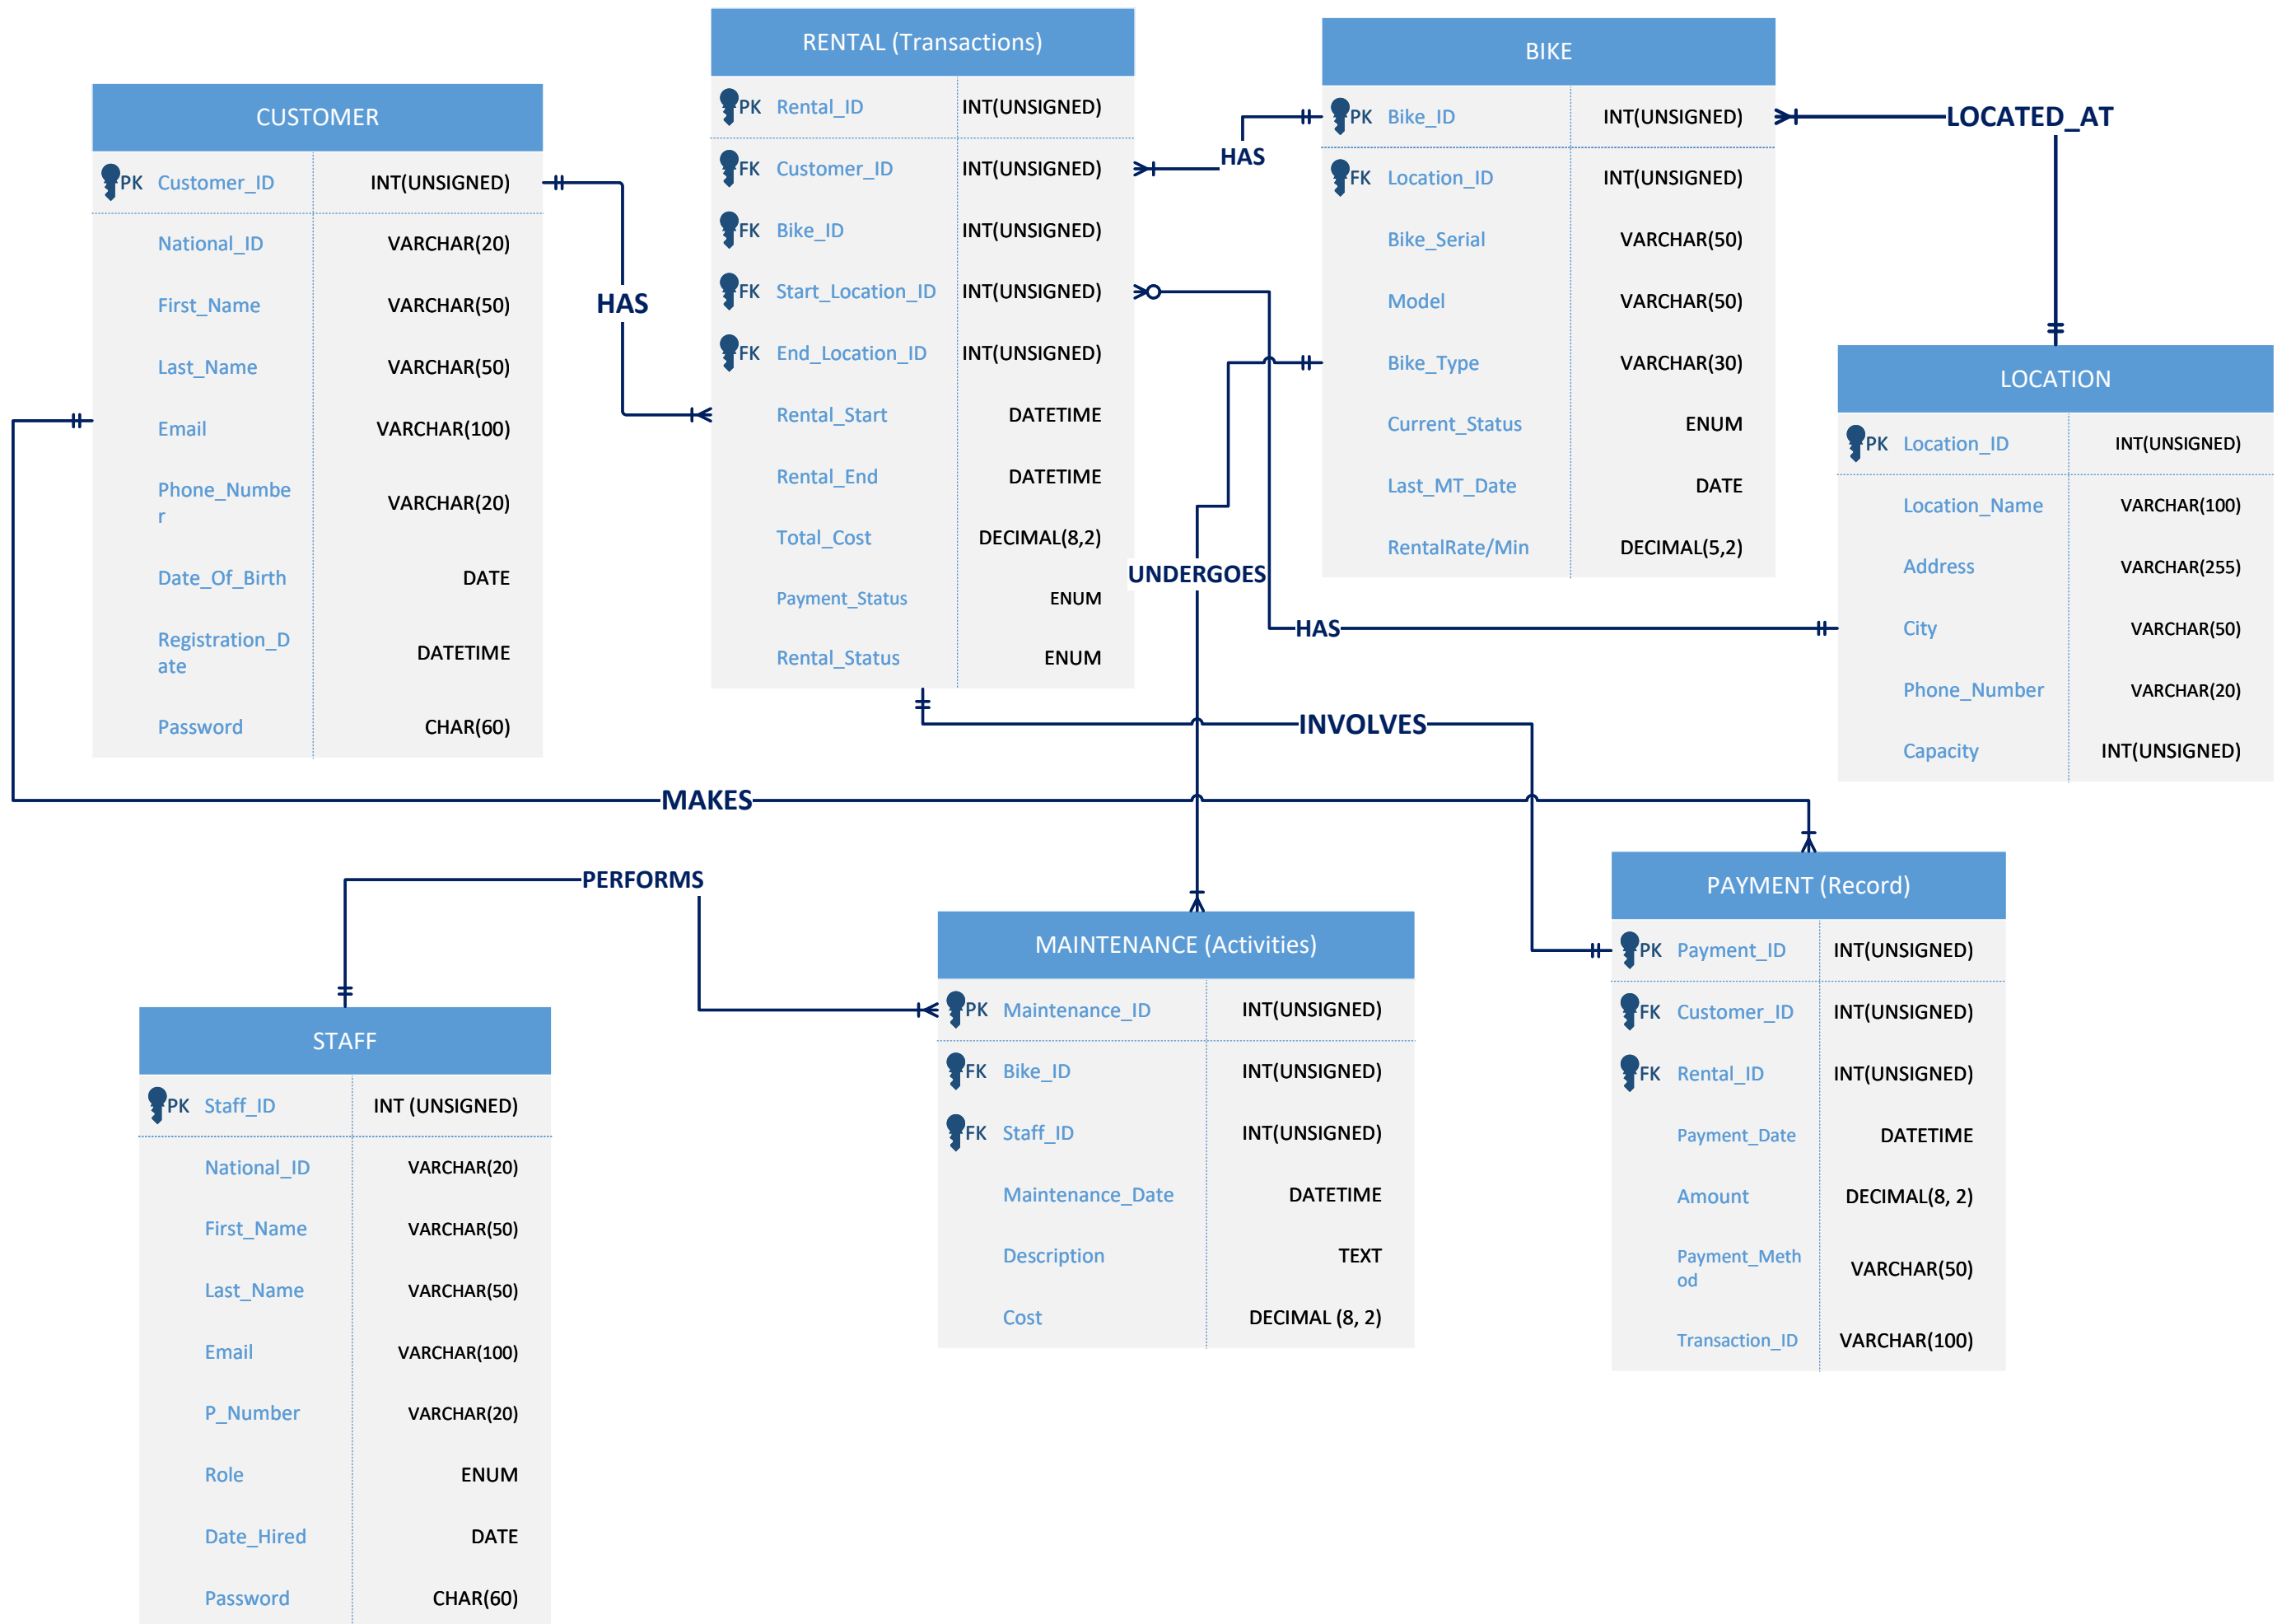 RENTAL (Transactions)
PK Rental_ID INT(UNSIGNED)
FK Customer_ID INT(UNSIGNED)
FK Bike_ID INT(UNSIGNED)
FK Start_Location_ID INT(UNSIGNED)
FK End_Location_ID INT(UNSIGNED)
Rental_Start DATETIME
Rental_End DATETIME
Total_Cost DECIMAL(8,2)
Payment_Status ENUM
Rental_Status ENUM
BIKE
PK Bike_ID INT(UNSIGNED)
FK Location_ID INT(UNSIGNED)
Bike_Serial VARCHAR(50)
Model VARCHAR(50)
Bike_Type VARCHAR(30)
Current_Status ENUM
Last_MT_Date DATE
RentalRate/Min DECIMAL(5,2)
CUSTOMER
PK Customer_ID INT(UNSIGNED)
National_ID VARCHAR(20)
First_Name VARCHAR(50)
Last_Name VARCHAR(50)
Email VARCHAR(100)
Phone_Numbe
r VARCHAR(20)
Date_Of_Birth DATE
Registration_D
ate DATETIME
Password CHAR(60)
HAS
HAS
LOCATED_AT
LOCATION
PK Location_ID INT(UNSIGNED)
Location_Name VARCHAR(100)
Address VARCHAR(255)
City VARCHAR(50)
Phone_Number VARCHAR(20)
Capacity INT(UNSIGNED)
UNDERGOES
HAS
INVOLVES
MAKES
PERFORMS
PAYMENT (Record)
PK Payment_ID INT(UNSIGNED)
FK Customer_ID INT(UNSIGNED)
FK Rental_ID INT(UNSIGNED)
Payment_Date DATETIME
Amount DECIMAL(8, 2)
Payment_Meth
od VARCHAR(50)
Transaction_ID VARCHAR(100)
MAINTENANCE (Activities)
PK Maintenance_ID INT(UNSIGNED)
FK Bike_ID INT(UNSIGNED)
FK Staff_ID INT(UNSIGNED)
Maintenance_Date DATETIME
Description TEXT
Cost DECIMAL (8, 2)
STAFF
PK Staff_ID INT (UNSIGNED)
National_ID VARCHAR(20)
First_Name VARCHAR(50)
Last_Name VARCHAR(50)
Email VARCHAR(100)
P_Number VARCHAR(20)
Role ENUM
Date_Hired DATE
Password CHAR(60)